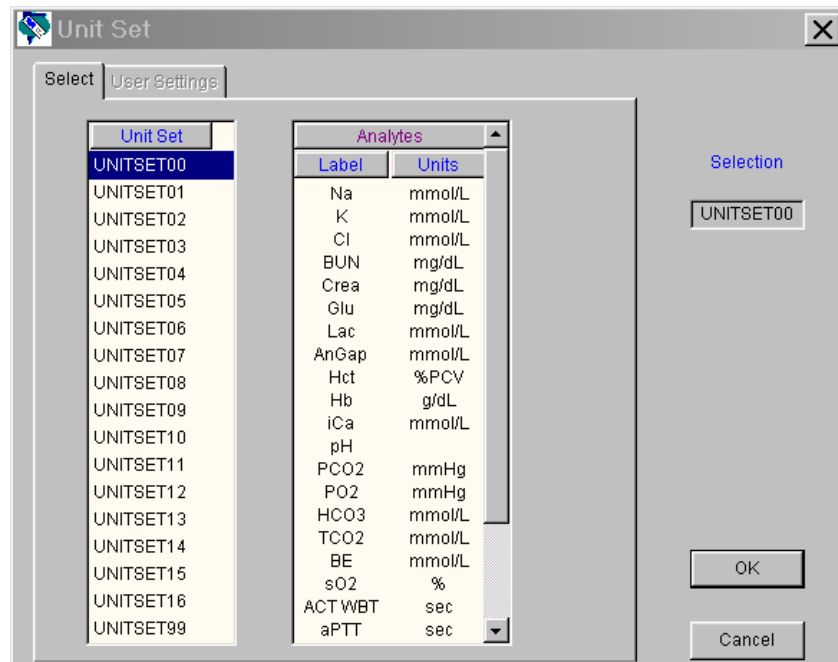 Unit Set
Select User Settings
Unit Set
UNITSET00
UNITSET01
UNITSET02
UNITSET03
UNITSET04
UNITSET05
UNITSET06
UNITSET07
UNITSET08
UNITSET09
UNITSET10
UNITSET11
UNITSET12
UNITSET13
UNITSET14
UNITSET15
UNITSET16
UNITSET99
Analytes
Label Units
Na mmol/L
K mmol/L
Cl mmol/L
BUN mg/dL
Crea mg/dL
Glu mg/dL
Lac mmol/L
AnGap mmol/L
Hct %PCV
Hb g/dL
iCa mmol/L
pH
PCO2 mmHg
PO2 mmHg
HCO3 mmol/L
TCO2 mmol/L
BE mmol/L
sO2 %
ACT WBT sec
aPTT sec
Selection
UNITSET00
OK
Cancel